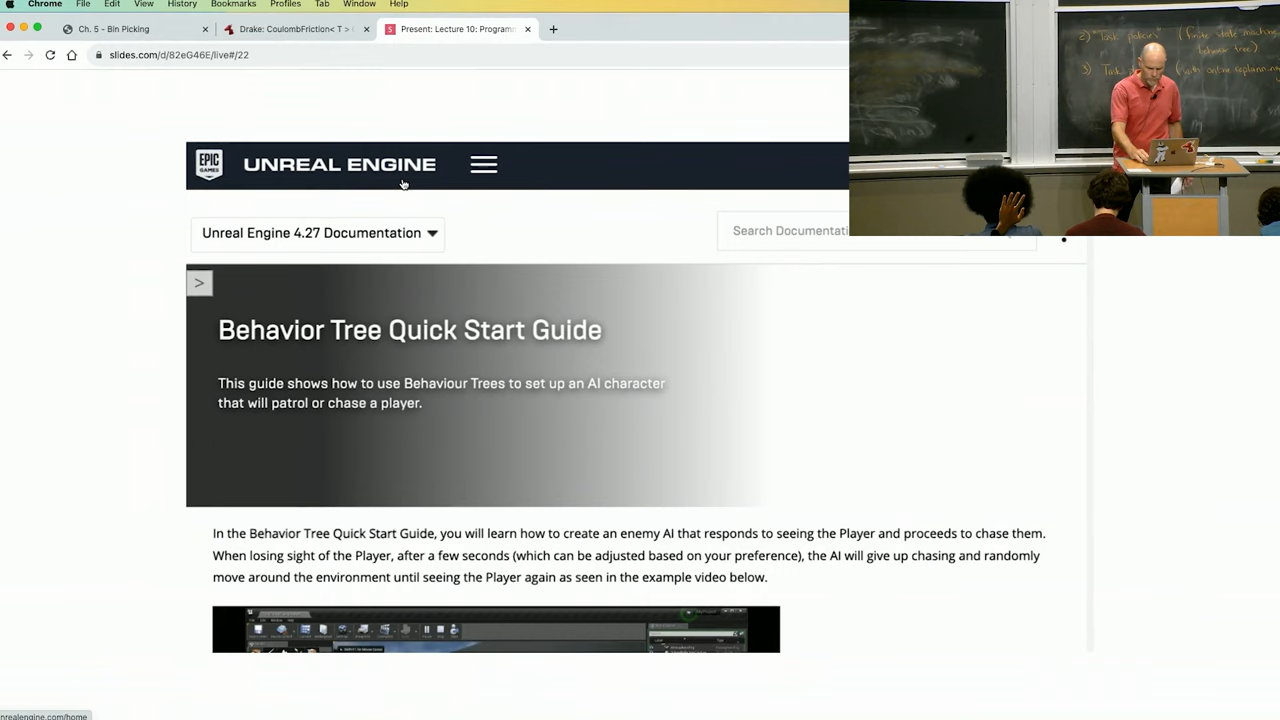 Chrome File Edit View History Bookmarks Profiles Tab Window Help
Ch. 5 - Bin Picking
Drake: CoulombFriction< T >
Present: Lecture 10: Programm
slides.com/d/82eG46E/live#/22
2) "Task policy" (finite state machine,
behavior tree)
3) Task (with online replanning
EPIC
GAMES
UNREAL ENGINE
Unreal Engine 4.27 Documentation
Search Documentati
>
Behavior Tree Quick Start Guide
This guide shows how to use Behaviour Trees to set up an AI character
that will patrol or chase a player.
In the Behavior Tree Quick Start Guide, you will learn how to create an enemy AI that responds to seeing the Player and proceeds to chase them.
When losing sight of the Player, after a few seconds (which can be adjusted based on your preference), the AI will give up chasing and randomly
move around the environment until seeing the Player again as seen in the example video below.
nrealengine.com/home